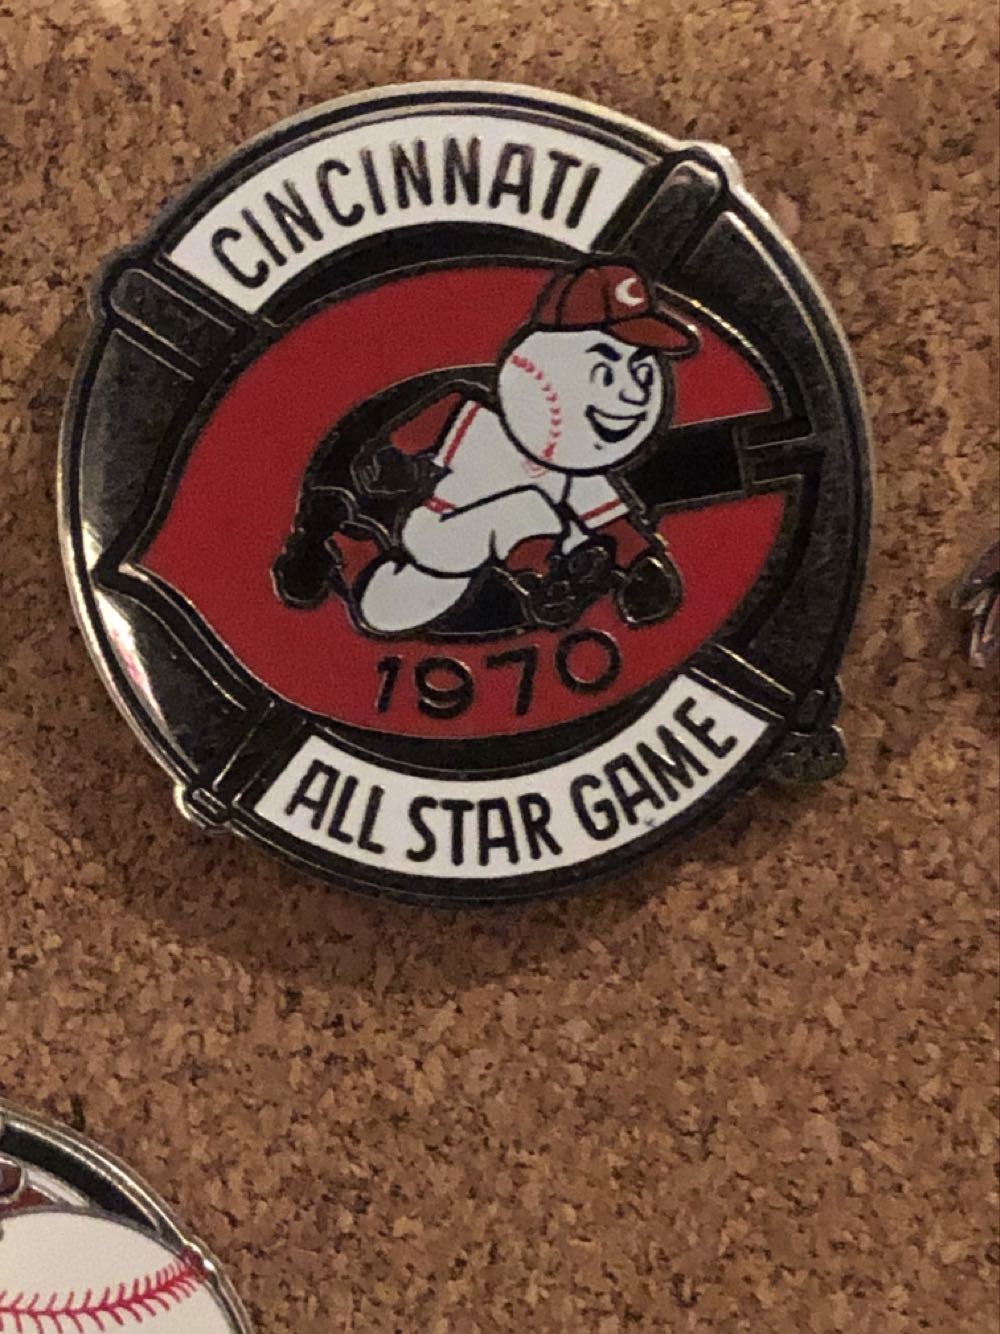 CINCINNATI
C
1970
ALL STAR GAME